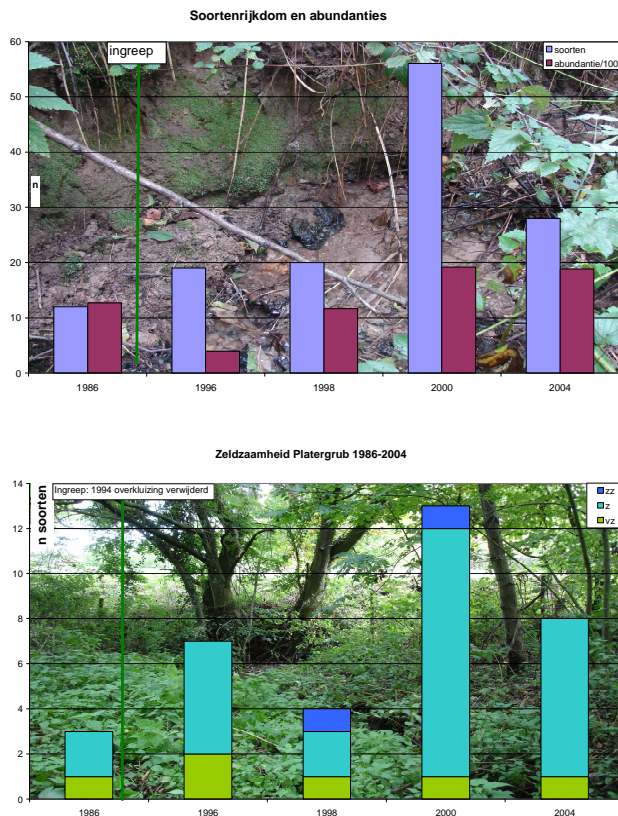 Soortenrijkdom en abundanties
60
ingreep
soorten
abundantie/100
50
40
n
30
20
10
0
1986 1996 1998 2000 2004
Zeldzaamheid Platergrub 1986-2004
14
n soorten
Ingreep: 1994 overkluizing verwijderd
zz
z
vz
12
10
8
6
4
2
0
1986 1996 1998 2000 2004